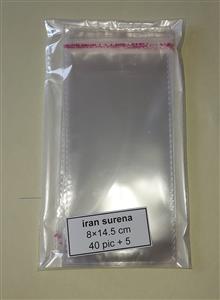 iran surena
8×14.5 cm
40 pic + 5